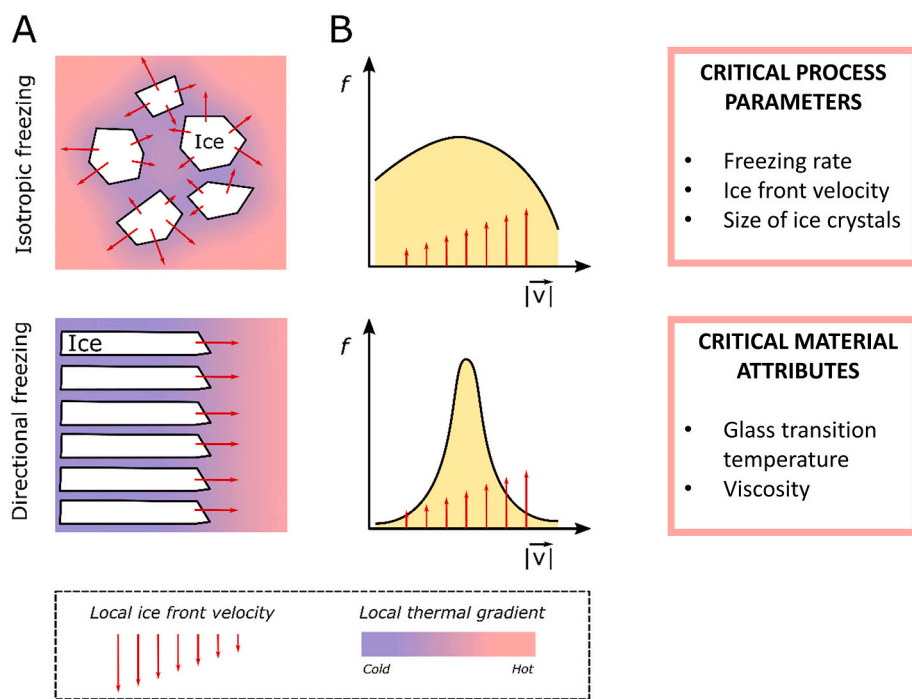 A
B
Isotropic freezing
Ice
f
|v|
CRITICAL PROCESS
PARAMETERS
• Freezing rate
• Ice front velocity
• Size of ice crystals
Directional freezing
Ice
f
|v|
CRITICAL MATERIAL
ATTRIBUTES
• Glass transition
temperature
• Viscosity
Local ice front velocity
Local thermal gradient
Cold
Hot